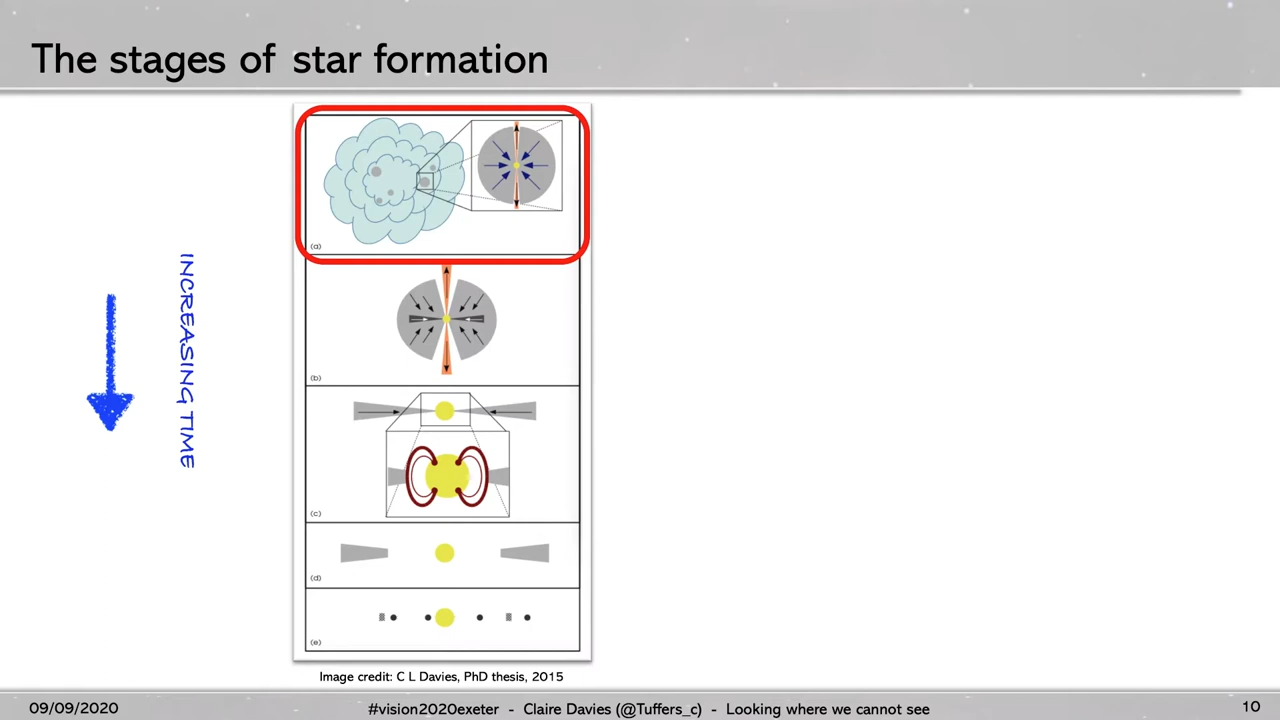 The stages of star formation
(a)
INCREASING TIME
(b)
(c)
(d)
(e)
Image credit: C L Davies, PhD thesis, 2015
09/09/2020
#vision2020exeter - Claire Davies (@Tuffers_c) - Looking where we cannot see
10